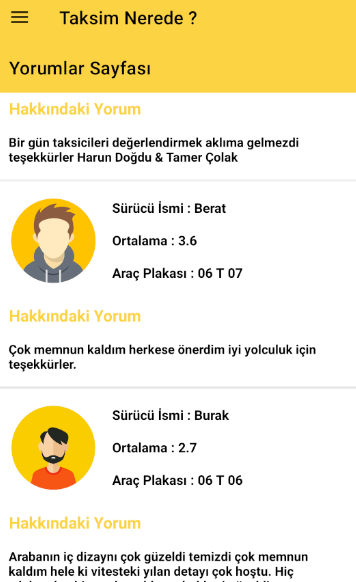 Taksim Nerede ?
Yorumlar Sayfası
Hakkındaki Yorum
Bir gün taksicileri değerlendirmek aklıma gelmezdi
teşekkürler Harun Doğdu & Tamer Çolak
Sürücü İsmi : Berat
Ortalama : 3.6
Araç Plakası : 06 T 07
Hakkındaki Yorum
Çok memnun kaldım herkese önerdim iyi yolculuk için
teşekkürler.
Sürücü İsmi : Burak
Ortalama : 2.7
Araç Plakası : 06 T 06
Hakkındaki Yorum
Arabanın iç dizaynı çok güzeldi temizdi çok memnun
kaldım hele ki vitesteki yılan detayı çok hoştu. Hiç